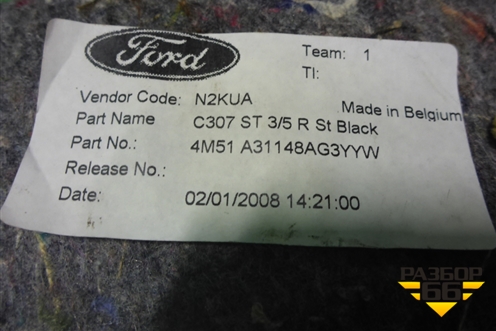 Ford
Team: 1
TI:
Vendor Code: N2KUA
Made in Belgium
Part Name C307 ST 3/5 R St Black
Part No.: 4M51 A31148AG3YYW
Release No.:
Date: 02/01/2008 14:21:00
РАЗБОР
66